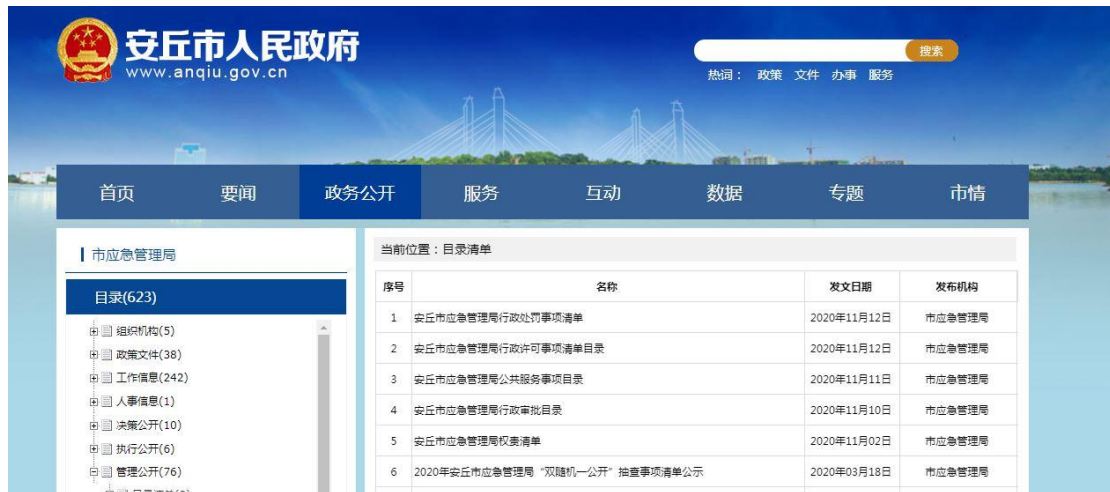 安丘市人民政府
www.anqiu.gov.cn
搜索
热词： 政策 文件 办事 服务
首页 要闻 政务公开 服务 互动 数据 专题 市情
市应急管理局
目录(623)
组织机构(5)
政策文件(38)
工作信息(242)
人事信息(1)
决策公开(10)
执行公开(6)
管理公开(76)
当前位置：目录清单
序号 名称 发文日期 发布机构
1 安丘市应急管理局行政处罚事项清单 2020年11月12日 市应急管理局
2 安丘市应急管理局行政许可事项清单目录 2020年11月12日 市应急管理局
3 安丘市应急管理局公共服务事项目录 2020年11月11日 市应急管理局
4 安丘市应急管理局行政审批目录 2020年11月10日 市应急管理局
5 安丘市应急管理局权责清单 2020年11月02日 市应急管理局
6 2020年安丘市应急管理局“双随机一公开”抽查事项清单公示 2020年03月18日 市应急管理局